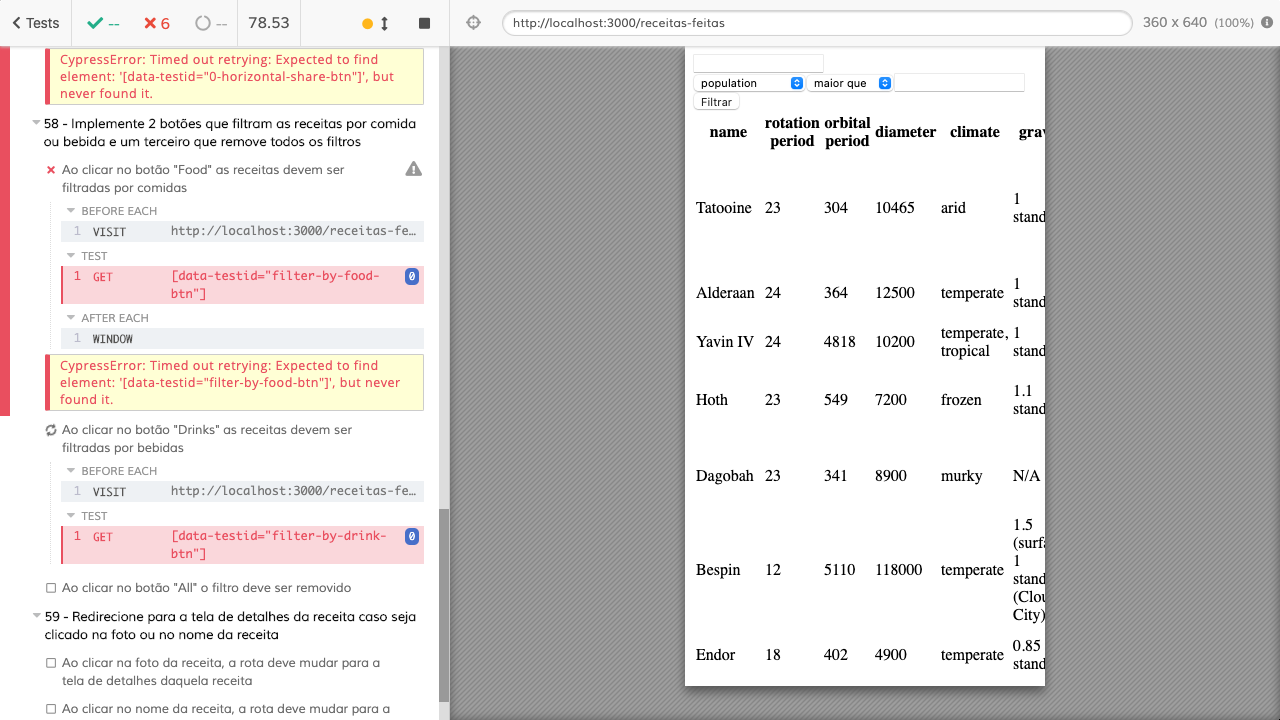 Tests
--
6
--
78.53
http://localhost:3000/receitas-feitas
360 x 640 (100%)
CypressError: Timed out retrying: Expected to find
element: '[data-testid="0-horizontal-share-btn"]', but
never found it.
58 - Implemente 2 botões que filtram as receitas por comida
ou bebida e um terceiro que remove todos os filtros
Ao clicar no botão "Food" as receitas devem ser
filtradas por comidas
BEFORE EACH
1 VISIT http://localhost:3000/receitas-fe…
TEST
1 GET [data-testid="filter-by-food-
btn"]
0
AFTER EACH
1 WINDOW
CypressError: Timed out retrying: Expected to find
element: '[data-testid="filter-by-food-btn"]', but never
found it.
Ao clicar no botão "Drinks" as receitas devem ser
filtradas por bebidas
BEFORE EACH
1 VISIT http://localhost:3000/receitas-fe…
TEST
1 GET [data-testid="filter-by-drink-
btn"]
0
Ao clicar no botão "All" o filtro deve ser removido
59 - Redirecione para a tela de detalhes da receita caso seja
clicado na foto ou no nome da receita
Ao clicar na foto da receita, a rota deve mudar para a
tela de detalhes daquela receita
Ao clicar no nome da receita, a rota deve mudar para a
population maior que
Filtrar
name rotation period orbital period diameter climate grav
Tatooine 23 304 10465 arid 1 stand
Alderaan 24 364 12500 temperate 1 stand
Yavin IV 24 4818 10200 temperate, tropical 1 stand
Hoth 23 549 7200 frozen 1.1 stand
Dagobah 23 341 8900 murky N/A
Bespin 12 5110 118000 temperate 1.5 (surfa 1 stand (Clou City)
Endor 18 402 4900 temperate 0.85 stand